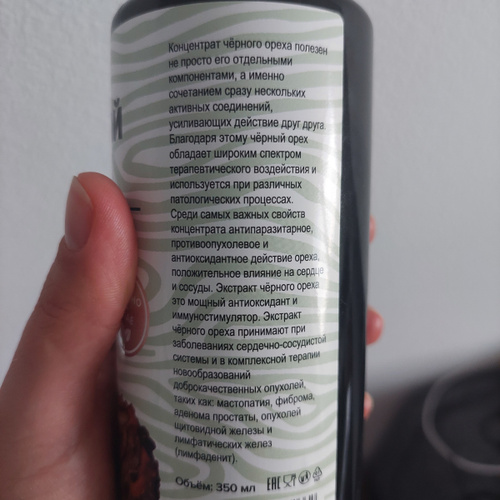 Концентрат чёрного ореха полезен
не просто его отдельными
компонентами, а именно
сочетанием сразу нескольких
активных соединений,
усиливающих действие друг друга.
Благодаря этому чёрный орех
обладает широким спектром
терапевтического воздействия и
используется при различных
патологических процессах.
Среди самых важных свойств
концентрата антипаразитарное,
противоопухолевое и
антиоксидантное действие ореха,
положительное влияние на сердце
и сосуды. Экстракт чёрного ореха
это мощный антиоксидант и
иммуностимулятор. Экстракт
чёрного ореха принимают при
заболеваниях сердечно-сосудистой
системы и в комплексной терапии
новообразований
доброкачественных опухолей,
таких как: мастопатия, фиброма,
аденома простаты, опухолей
щитовидной железы и
лимфатических желез
(лимфаденит).
Объём: 350 мл EAC
Й